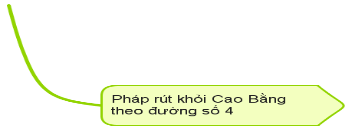 Pháp rút khỏi Cao Bằng
theo đường số 4